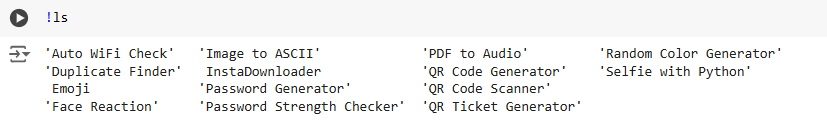 !ls
'Auto WiFi Check'   'Image to ASCII'   'PDF to Audio'   'Random Color Generator'
'Duplicate Finder'   InstaDownloader   'QR Code Generator'   'Selfie with Python'
Emoji   'Password Generator'   'QR Code Scanner'
'Face Reaction'   'Password Strength Checker'   'QR Ticket Generator'